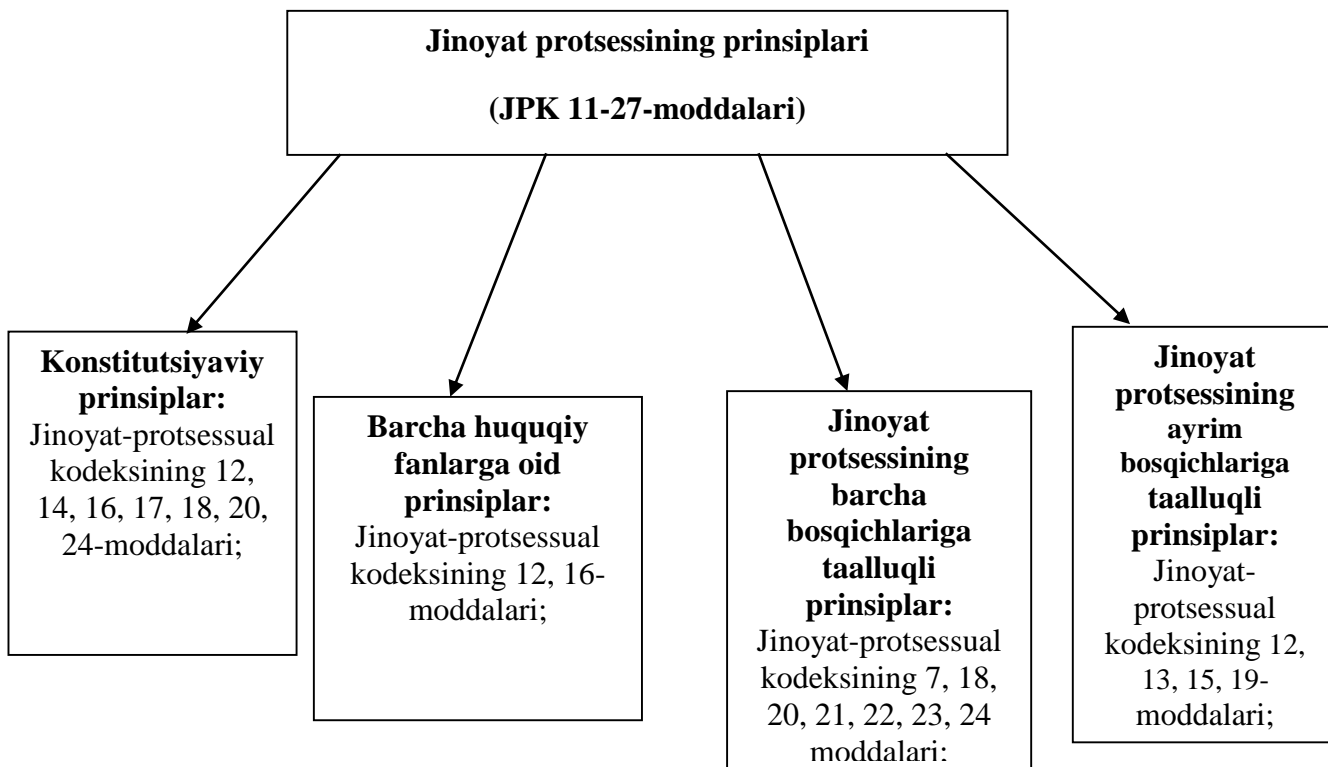 Jinoyat protsessining prinsiplari
(JPK 11-27-moddalari)
Konstitutsiyaviy
prinsiplar:
Jinoyat-protsessual
kodeksining 12,
14, 16, 17, 18, 20,
24-moddalari;
Barcha huquqiy
fanlarga oid
prinsiplar:
Jinoyat-protsessual
kodeksining 12, 16-
moddalari;
Jinoyat
protsessining
barcha
bosqichlariga
taalluqli
prinsiplar:
Jinoyat-protsessual
kodeksining 7, 18,
20, 21, 22, 23, 24
moddalari;
Jinoyat
protsessining
ayrim
bosqichlariga
taalluqli
prinsiplar:
Jinoyat-
protsessual
kodeksining 12,
13, 15, 19-
moddalari;